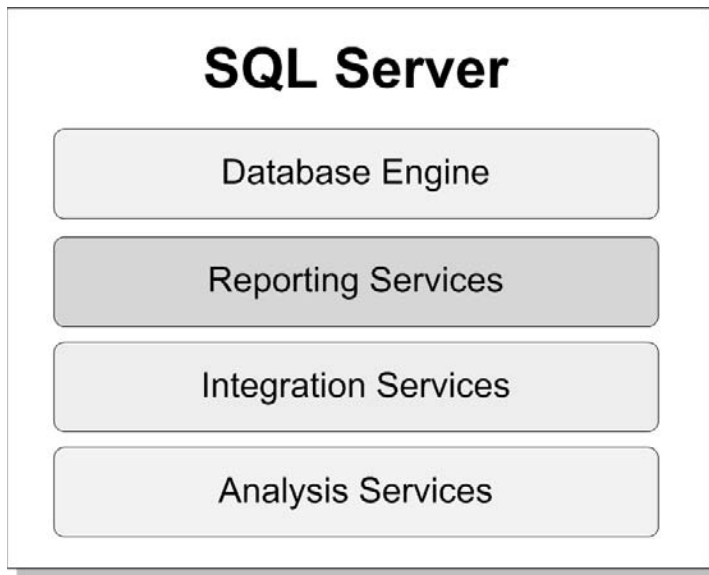 SQL Server
Database Engine
Reporting Services
Integration Services
Analysis Services